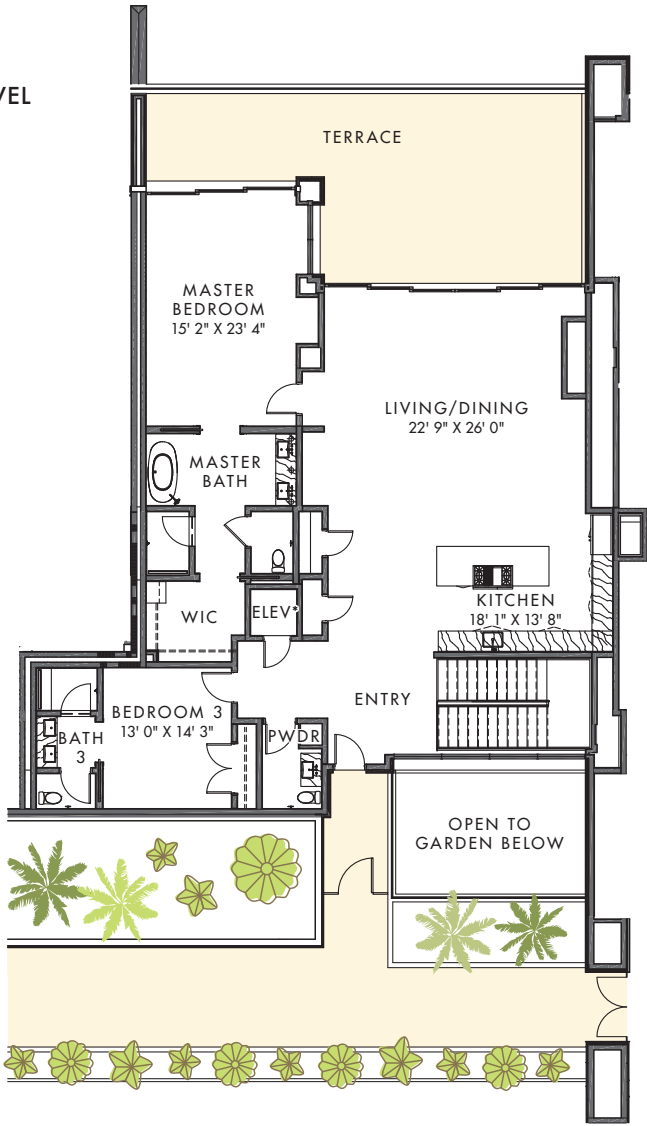 VEL
TERRACE
MASTER
BEDROOM
15' 2" X 23' 4"
LIVING/DINING
22' 9" X 26' 0"
MASTER
BATH
KITCHEN
18' 1" X 13' 8"
WIC
ELEV*
ENTRY
BEDROOM 3
13' 0" X 14' 3"
PWDR
BATH
3
OPEN TO
GARDEN BELOW